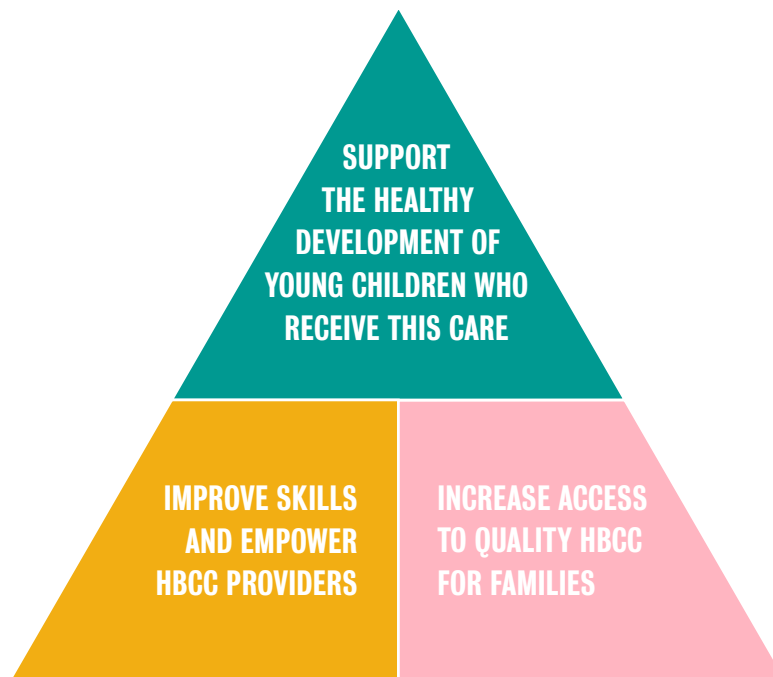 SUPPORT
THE HEALTHY
DEVELOPMENT OF
YOUNG CHILDREN WHO
RECEIVE THIS CARE
IMPROVE SKILLS
AND EMPOWER
HBCC PROVIDERS
INCREASE ACCESS
TO QUALITY HBCC
FOR FAMILIES